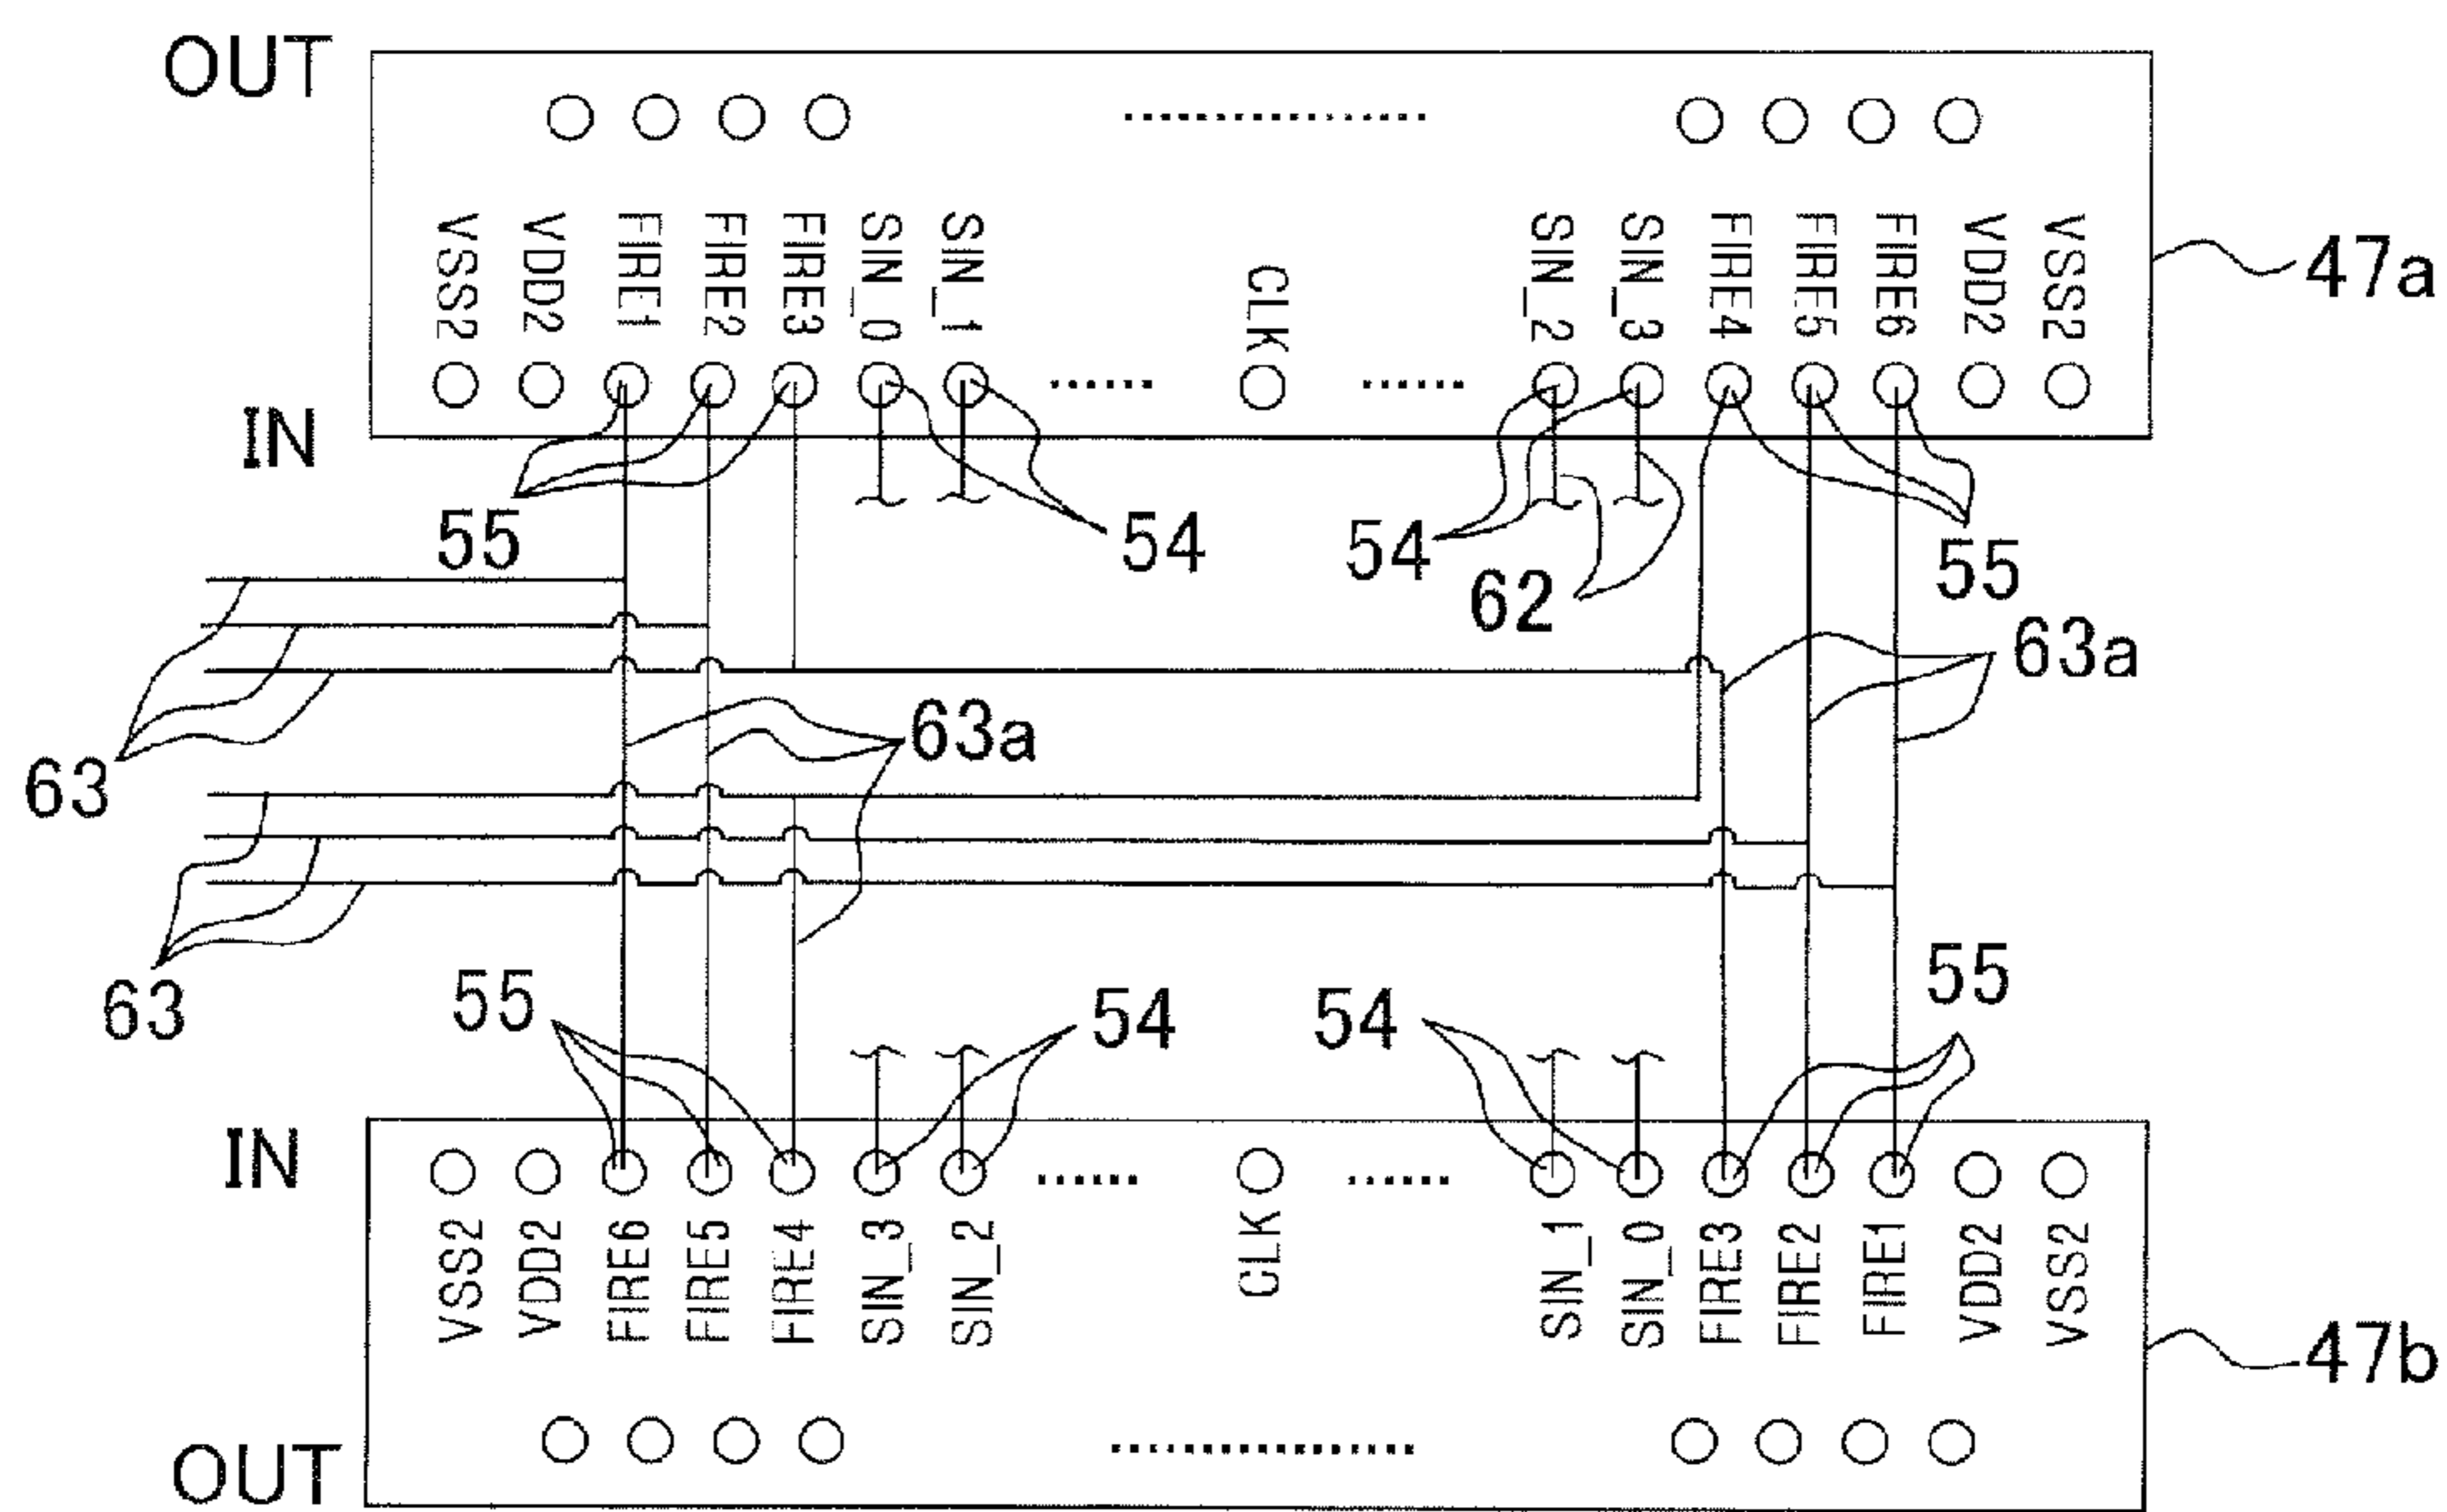 OUT
VSS2
VDD2
FIRE1
FIRE2
FIRE3
SIN_0
SIN_1
CLK
SIN_2
SIN_3
FIRE4
FIRE5
FIRE6
VDD2
VSS2
47a
IN
55
54
54
62
55
63a
63a
63
63
55
54
54
55
IN
VSS2
VDD2
FIRE6
FIRE5
FIRE4
SIN_3
SIN_2
CLK
SIN_1
SIN_0
FIRE3
FIRE2
FIRE1
VDD2
VSS2
47b
OUT